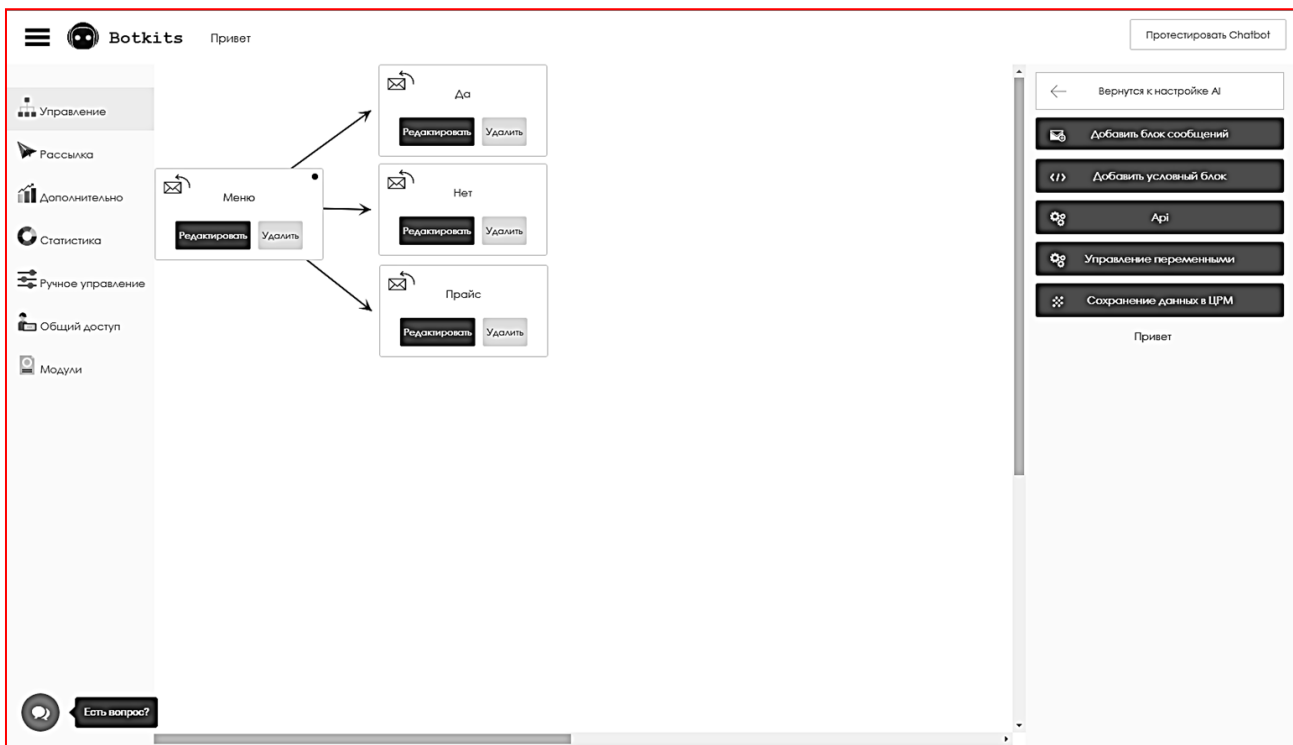 Botkits
Привет
Протестировать Chatbot
Управление
Рассылка
Дополнительно
Статистика
Ручное управление
Общий доступ
Модули
Есть вопрос?
Меню
Редактировать Удалить
Да
Редактировать Удалить
Нет
Редактировать Удалить
Прайс
Редактировать Удалить
Вернутся к настройке AI
Добавить блок сообщений
Добавить условный блок
Api
Управление переменными
Сохранение данных в ЦРМ
Привет